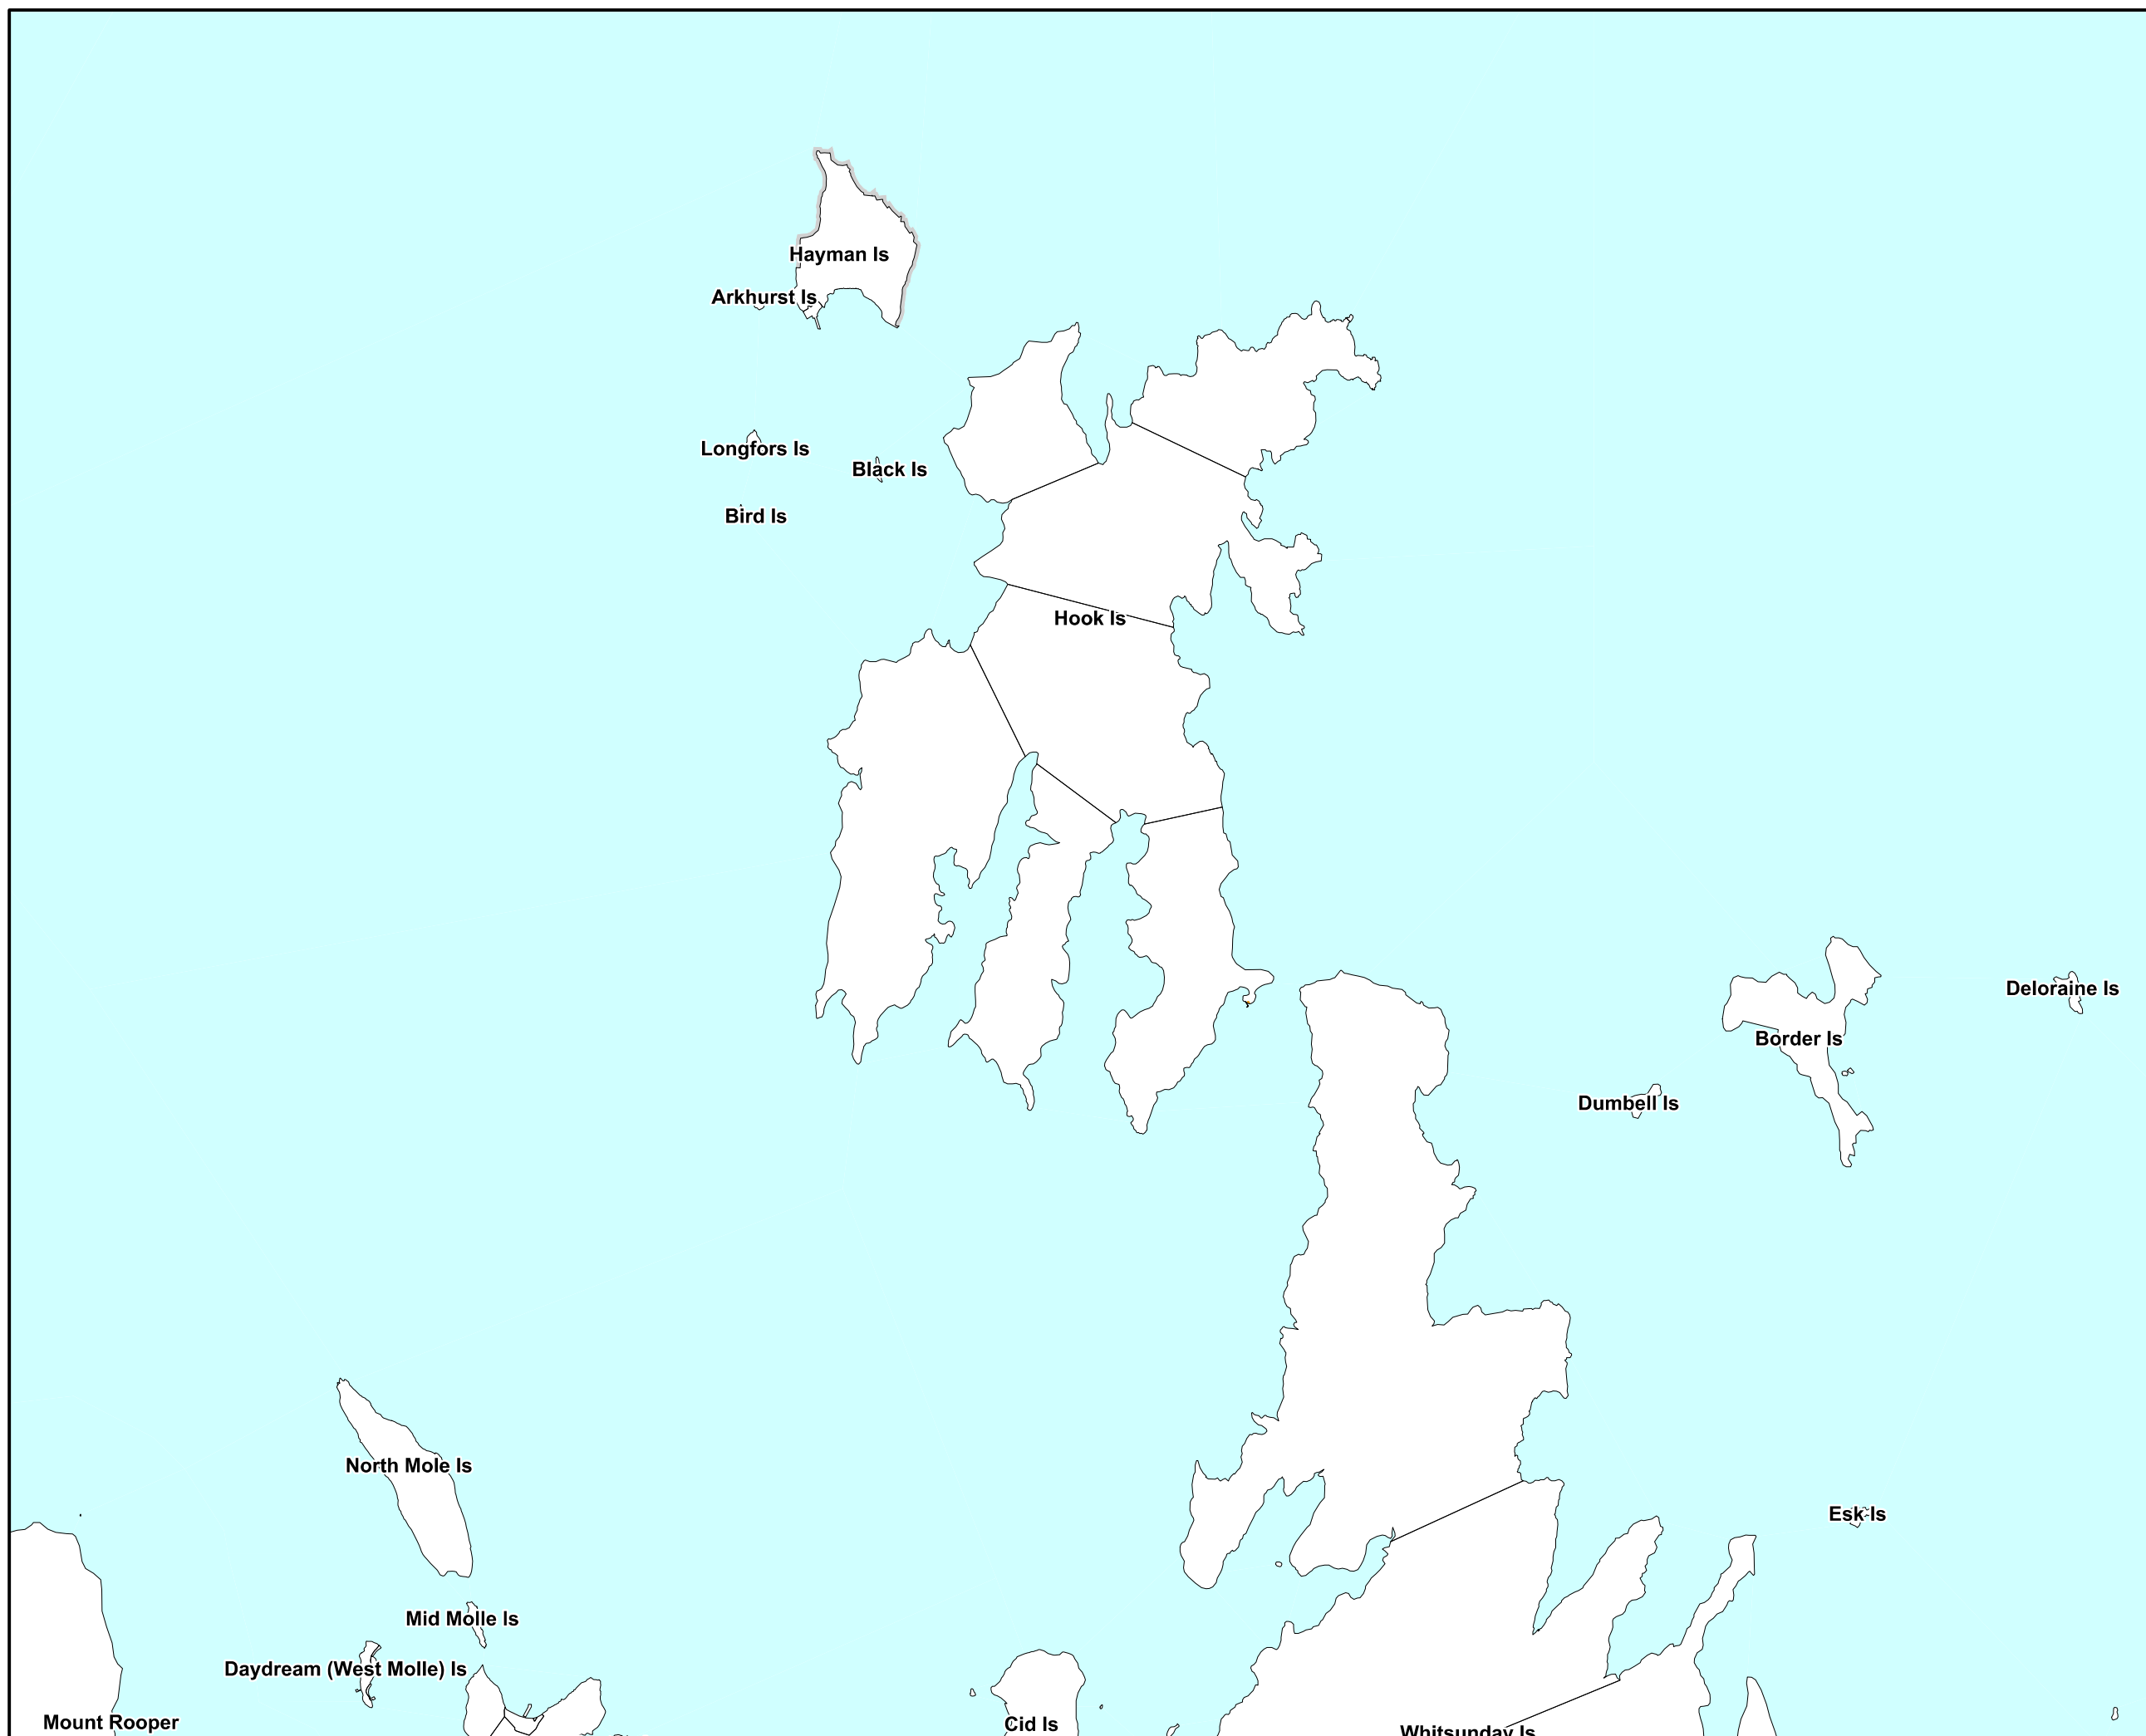 Hayman Is
Arkhurst Is
Longfors Is
Black Is
Bird Is
Hook Is
Deloraine Is
Border Is
Dumbell Is
North Mole Is
Esk Is
Mid Molle Is
Daydream (West Molle) Is
Mount Rooper
Cid Is
Whitsunday Is